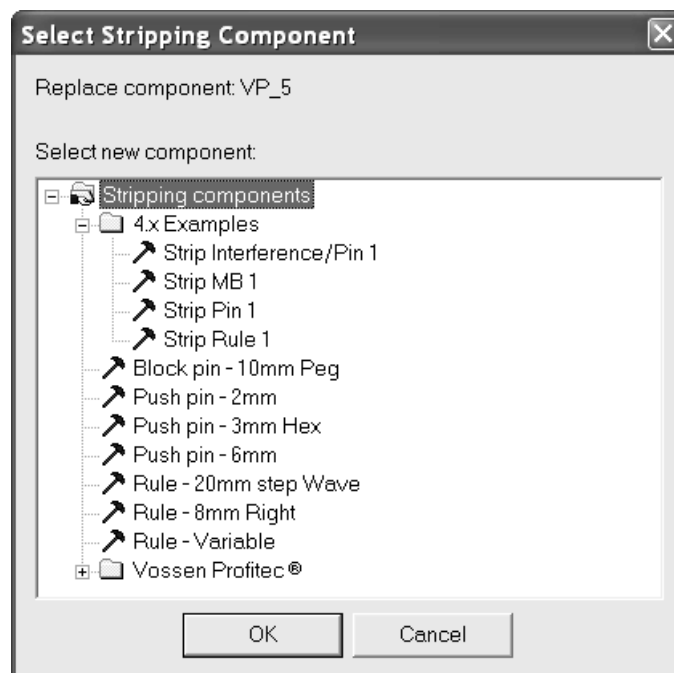 Select Stripping Component
Replace component: VP_5
Select new component:
Stripping components
4.x Examples
Strip Interference/Pin 1
Strip MB 1
Strip Pin 1
Strip Rule 1
Block pin - 10mm Peg
Push pin - 2mm
Push pin - 3mm Hex
Push pin - 6mm
Rule - 20mm step Wave
Rule - 8mm Right
Rule - Variable
Vossen Profitec ®
OK Cancel